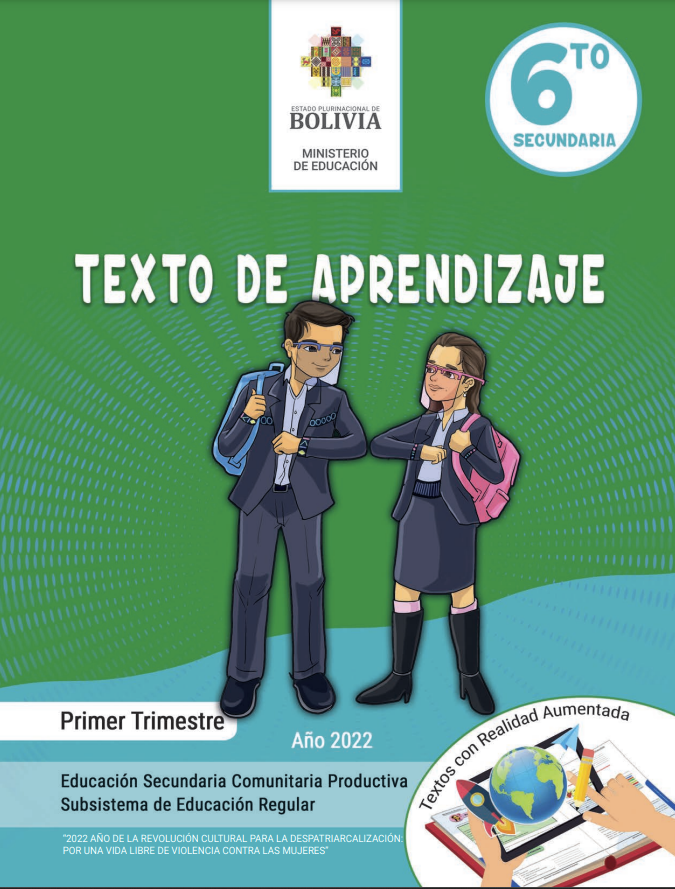 ESTADO PLURINACIONAL DE
BOLIVIA
MINISTERIO
DE EDUCACIÓN
6TO
SECUNDARIA
TEXTO DE APRENDIZAJE
Primer Trimestre
Año 2022
Textos con Realidad Aumentada
Educación Secundaria Comunitaria Productiva
Subsistema de Educación Regular
"2022 AÑO DE LA REVOLUCIÓN CULTURAL PARA LA DESPATRIARCALIZACIÓN:
POR UNA VIDA LIBRE DE VIOLENCIA CONTRA LAS MUJERES"